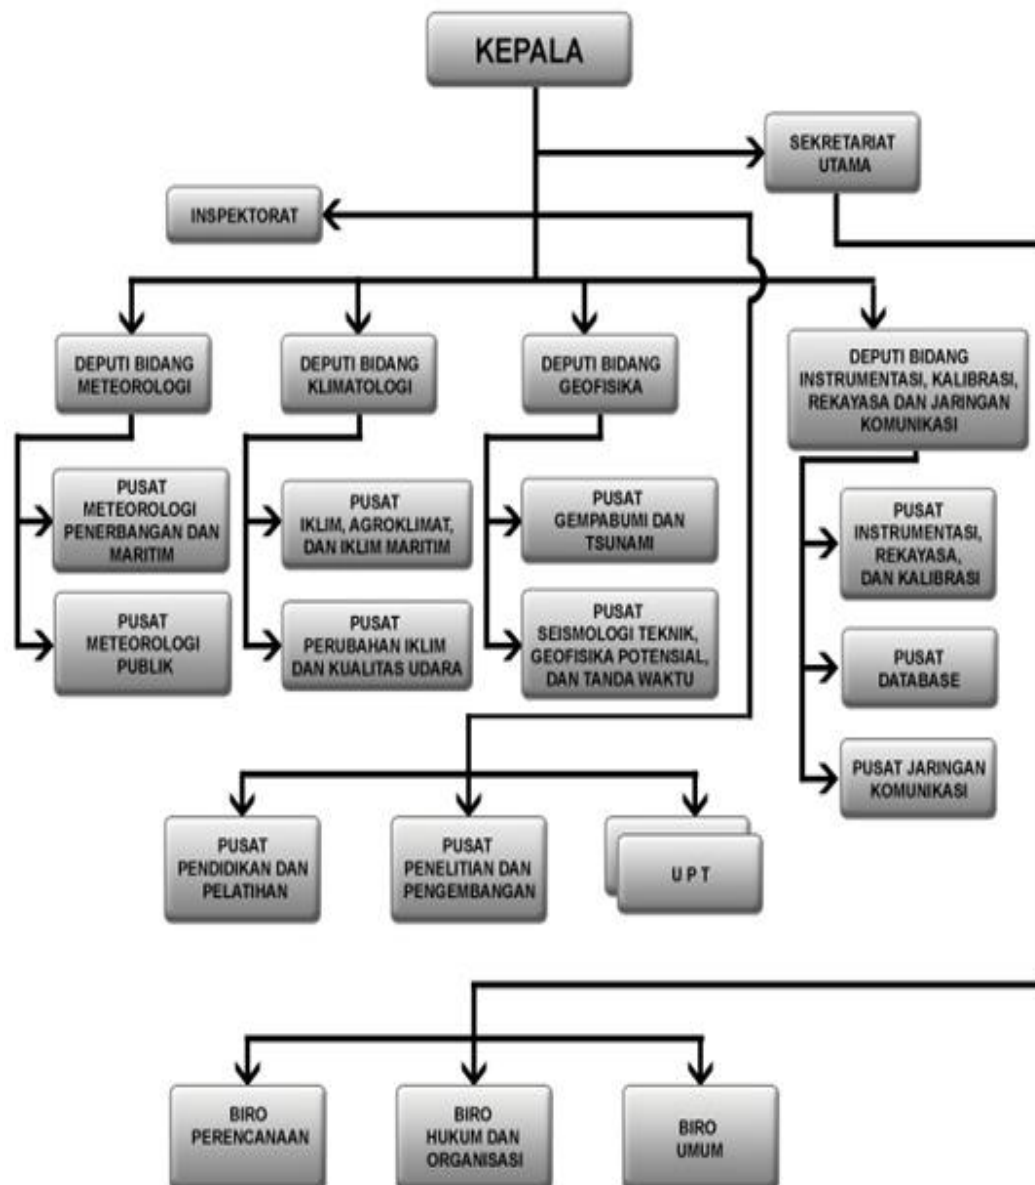 KEPALA
SEKRETARIAT
UTAMA
INSPEKTORAT
DEPUTI BIDANG
METEOROLOGI
DEPUTI BIDANG
KLIMATOLOGI
DEPUTI BIDANG
GEOFISIKA
DEPUTI BIDANG
INSTRUMENTASI, KALIBRASI,
REKAYASA DAN JARINGAN
KOMUNIKASI
PUSAT
METEOROLOGI
PENERBANGAN DAN
MARITIM
PUSAT
IKLIM, AGROKLIMAT,
DAN IKLIM MARITIM
PUSAT
GEMPABUMI DAN
TSUNAMI
PUSAT
INSTRUMENTASI,
REKAYASA,
DAN KALIBRASI
PUSAT
METEOROLOGI
PUBLIK
PUSAT
PERUBAHAN IKLIM
DAN KUALITAS UDARA
PUSAT
SEISMOLOGI TEKNIK,
GEOFISIKA POTENSIAL,
DAN TANDA WAKTU
PUSAT
DATABASE
PUSAT JARINGAN
KOMUNIKASI
PUSAT
PENDIDIKAN DAN
PELATIHAN
PUSAT
PENELITIAN DAN
PENGEMBANGAN
U P T
BIRO
PERENCANAAN
BIRO
HUKUM DAN
ORGANISASI
BIRO
UMUM